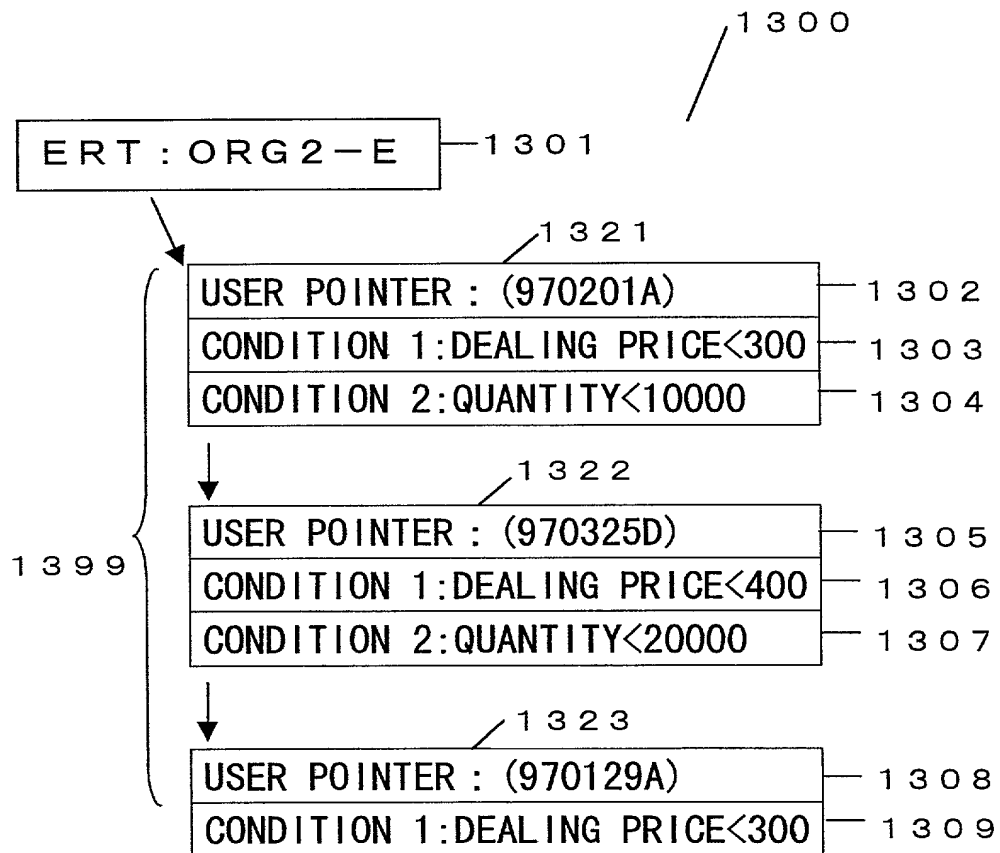 1300
ERT:ORG2-E
1301
1321
USER POINTER : (970201A)
1302
CONDITION 1:DEALING PRICE<300
1303
CONDITION 2:QUANTITY<10000
1304
1322
USER POINTER : (970325D)
1305
1399
CONDITION 1:DEALING PRICE<400
1306
CONDITION 2:QUANTITY<20000
1307
1323
USER POINTER : (970129A)
1308
CONDITION 1:DEALING PRICE<300
1309